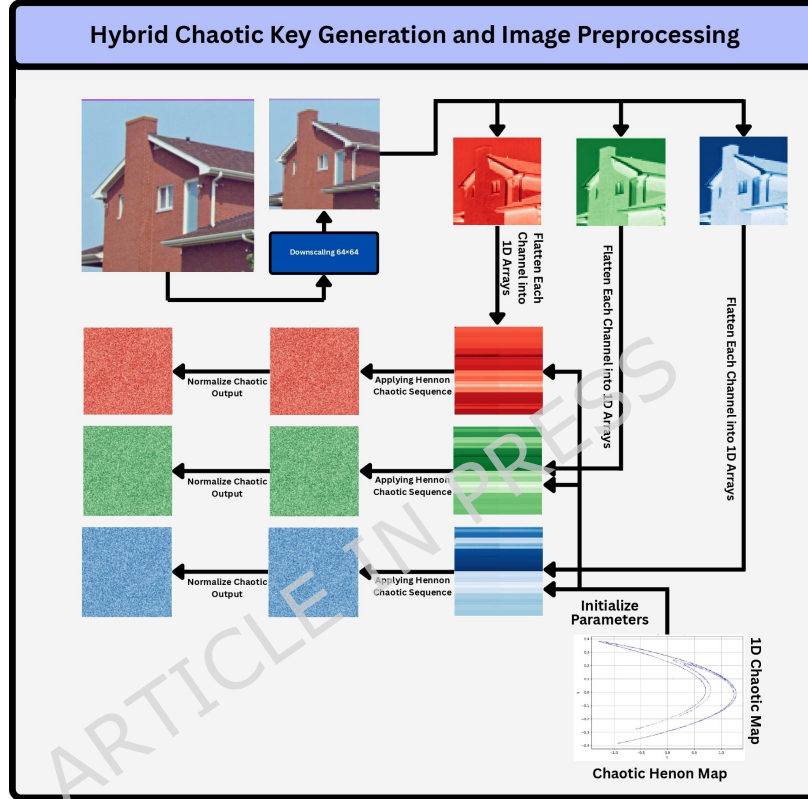 Hybrid Chaotic Key Generation and Image Preprocessing
Downscaling 64×64
Flatten Each
Channel into
1D Arrays
Flatten Each Channel into 1D Arrays
Flatten Each Channel into 1D Arrays
Normalize Chaotic
Output
Applying Hennon
Chaotic Sequence
Normalize Chaotic
Output
Applying Hennon
Chaotic Sequence
Normalize Chaotic
Output
Applying Hennon
Chaotic Sequence
Initialize
Parameters
1D Chaotic Map
Chaotic Henon Map
ARTICLE IN PRESS